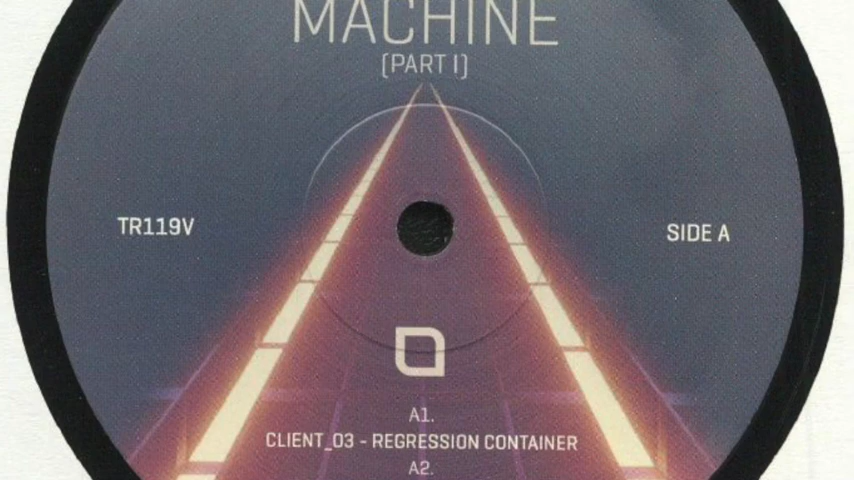 MACHINE
(PART I)
TR119V
SIDE A
A1.
CLIENT_03 - REGRESSION CONTAINER
A2.